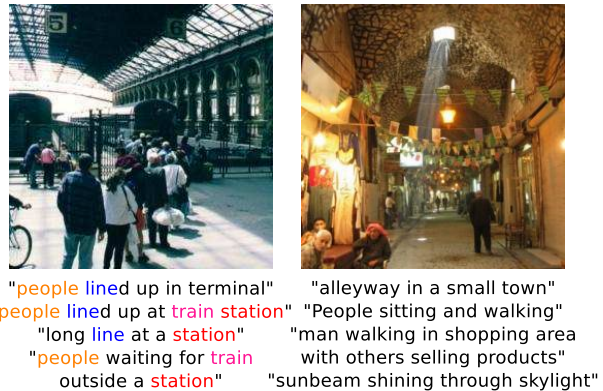 5
6
"people lined up in terminal"
people lined up at train station"
"long line at a station"
"people waiting for train
outside a station"
"alleyway in a small town"
"People sitting and walking"
"man walking in shopping area
with others selling products"
"sunbeam shining through skylight"